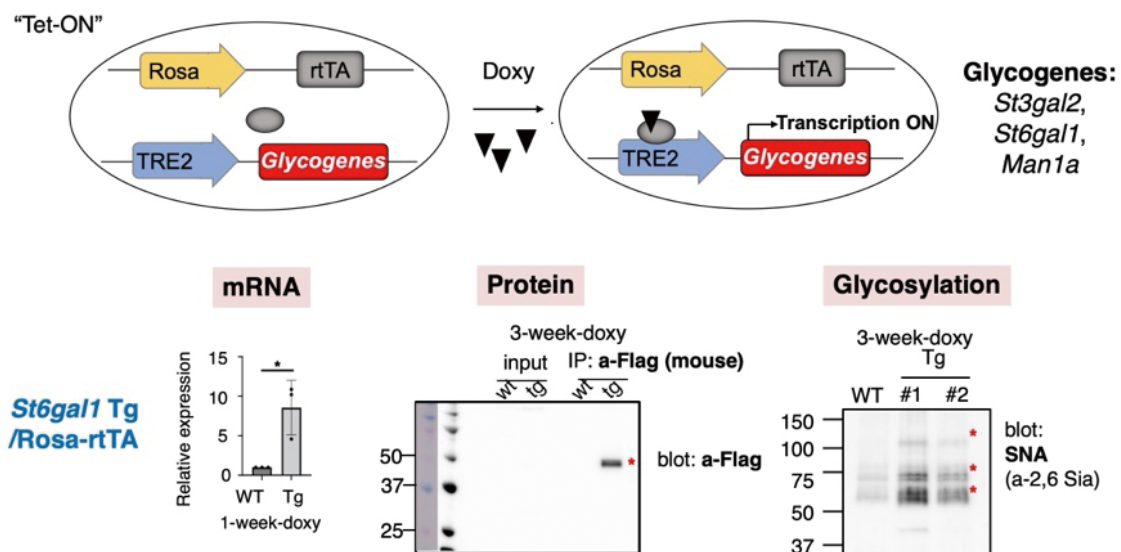 “Tet-ON”
Rosa
rtTA
TRE2
Glycogenes
Doxy
Rosa
rtTA
Transcription ON
TRE2
Glycogenes
Glycogenes:
St3gal2,
St6gal1,
Man1a
mRNA
Protein
Glycosylation
St6gal1 Tg
/Rosa-rtTA
Relative expression
15
10
5
0
*
WT Tg
1-week-doxy
3-week-doxy
input IP: a-Flag (mouse)
wt tg wt tg
50
37
25
*
blot: a-Flag
3-week-doxy
Tg
WT #1 #2
150
100
75
50
37
*
*
*
blot:
SNA
(a-2,6 Sia)